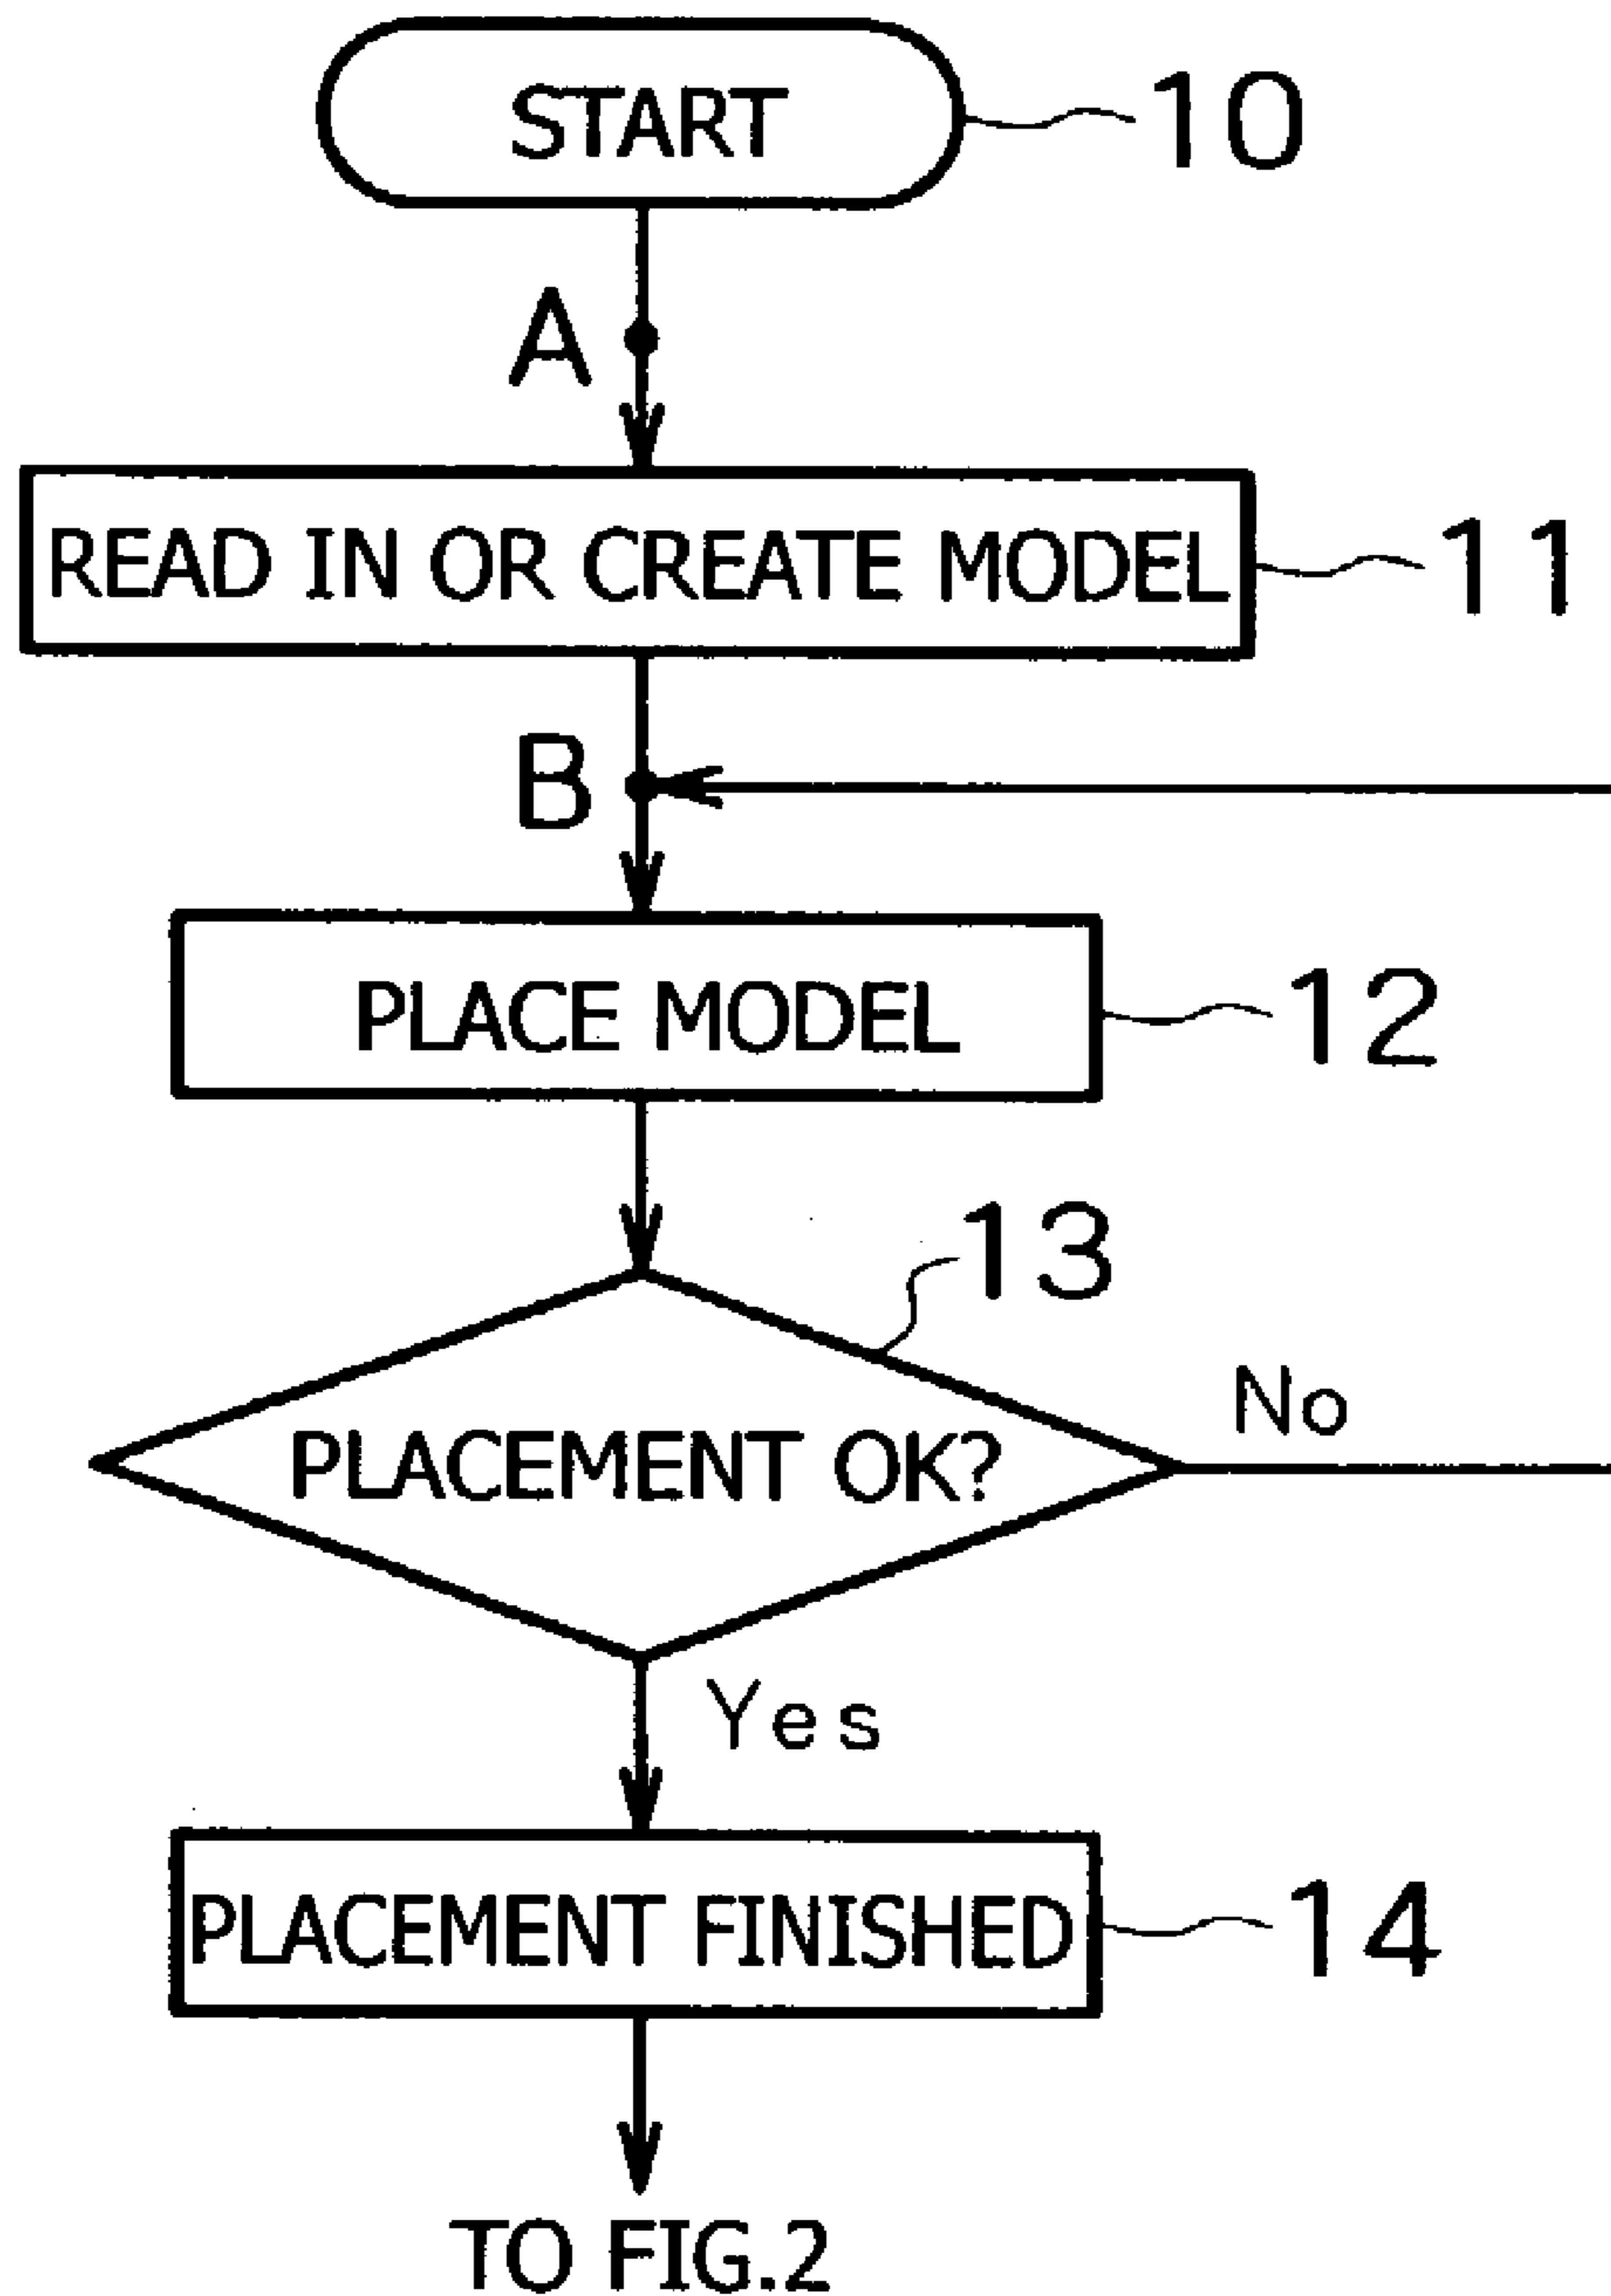 START 10
A
READ IN OR CREATE MODEL 11
B
PLACE MODEL 12
13
PLACEMENT OK?
No
Yes
PLACEMENT FINISHED 14
TO FIG.2